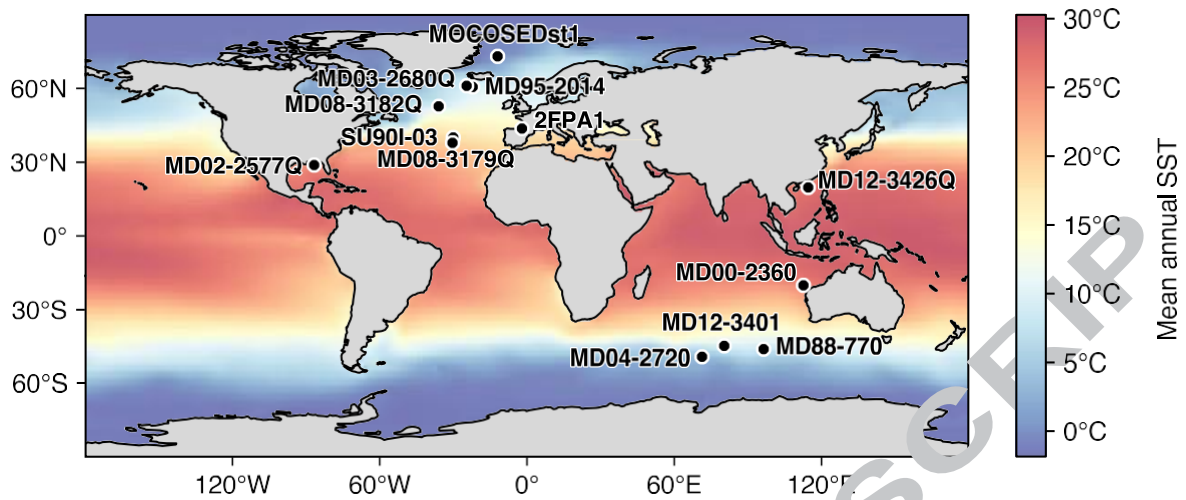 MOCOSEDst1
MD03-2680Q
MD95-2014
MD08-3182Q
2FPA1
SU90I-03
MD08-3179Q
MD02-2577Q
MD12-3426Q
MD00-2360
MD12-3401
MD88-770
MD04-2720
60°N
30°N
0°
30°S
60°S
120°W
60°W
0°
60°E
120°E
30°C
25°C
20°C
15°C
10°C
5°C
0°C
Mean annual SST
SCRIP